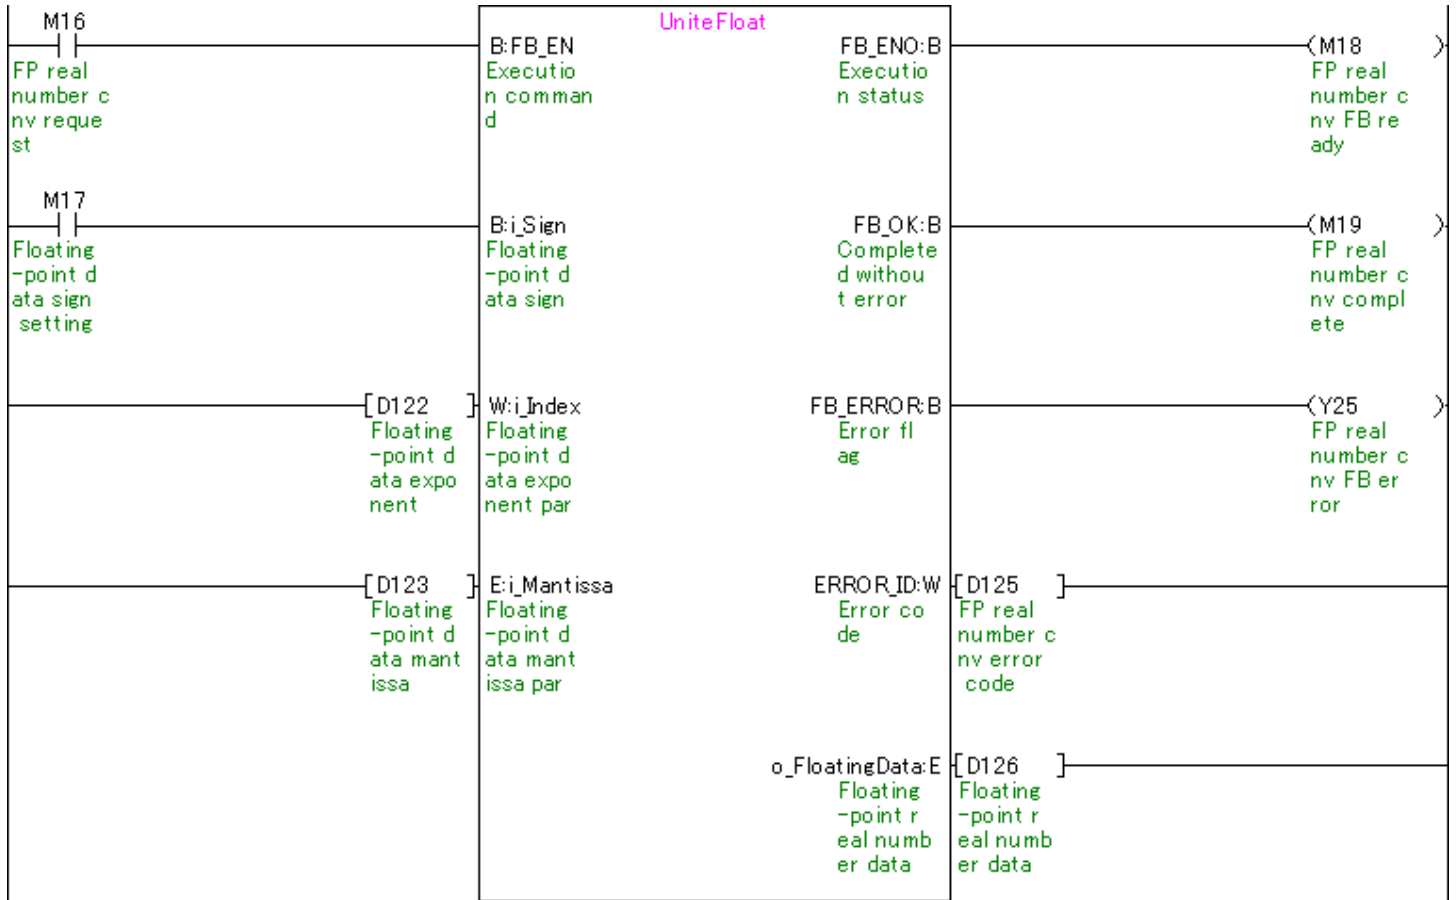 UniteFloat
M16
B:FB_EN
FB_ENO:B
(M18 )
FP real
number c
nv reque
st
Executio
n comman
d
Executio
n status
FP real
number c
nv FB re
ady
M17
B:i_Sign
FB_OK:B
(M19 )
Floating
-point d
ata sign
setting
Floating
-point d
ata sign
Complete
d withou
t error
FP real
number c
nv compl
ete
[D122 ]
W:i_Index
FB_ERROR:B
(Y25 )
Floating
-point d
ata expo
nent
Floating
-point d
ata expo
nent par
Error fl
ag
FP real
number c
nv FB er
ror
[D123 ]
E:i_Mantissa
ERROR_ID:W
[D125 ]
Floating
-point d
ata mant
issa
Floating
-point d
ata mant
issa par
Error co
de
FP real
number c
nv error
code
o_FloatingData:E
[D126 ]
Floating
-point r
eal numb
er data
Floating
-point r
eal numb
er data